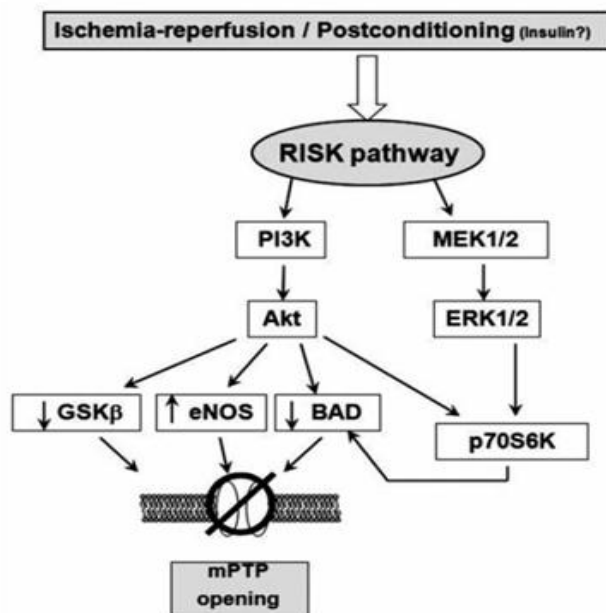 Ischemia-reperfusion / Postconditioning (Insulin?)
RISK pathway
PI3K
MEK1/2
Akt
ERK1/2
↓ GSKβ
↑ eNOS
↓ BAD
p70S6K
mPTP
opening